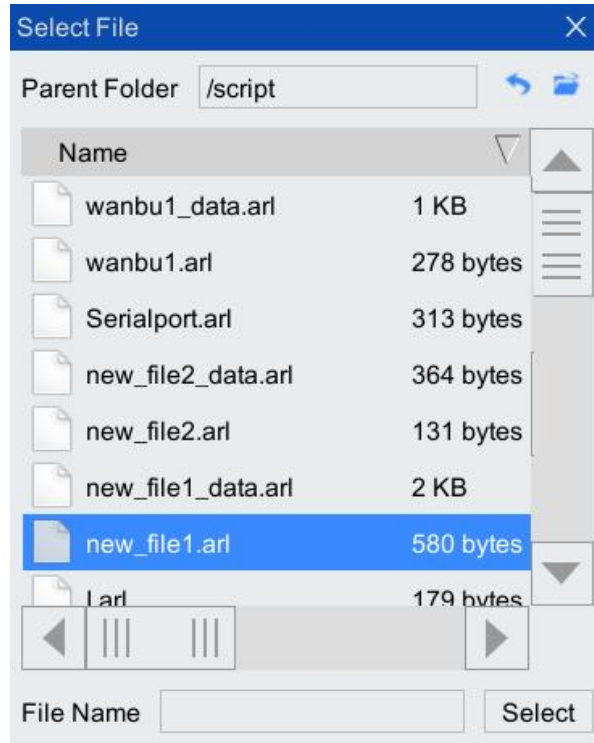 Select File
Parent Folder /script
Name
wanbu1_data.arl 1 KB
wanbu1.arl 278 bytes
Serialport.arl 313 bytes
new_file2_data.arl 364 bytes
new_file2.arl 131 bytes
new_file1_data.arl 2 KB
new_file1.arl 580 bytes
179 bytes
File Name Select